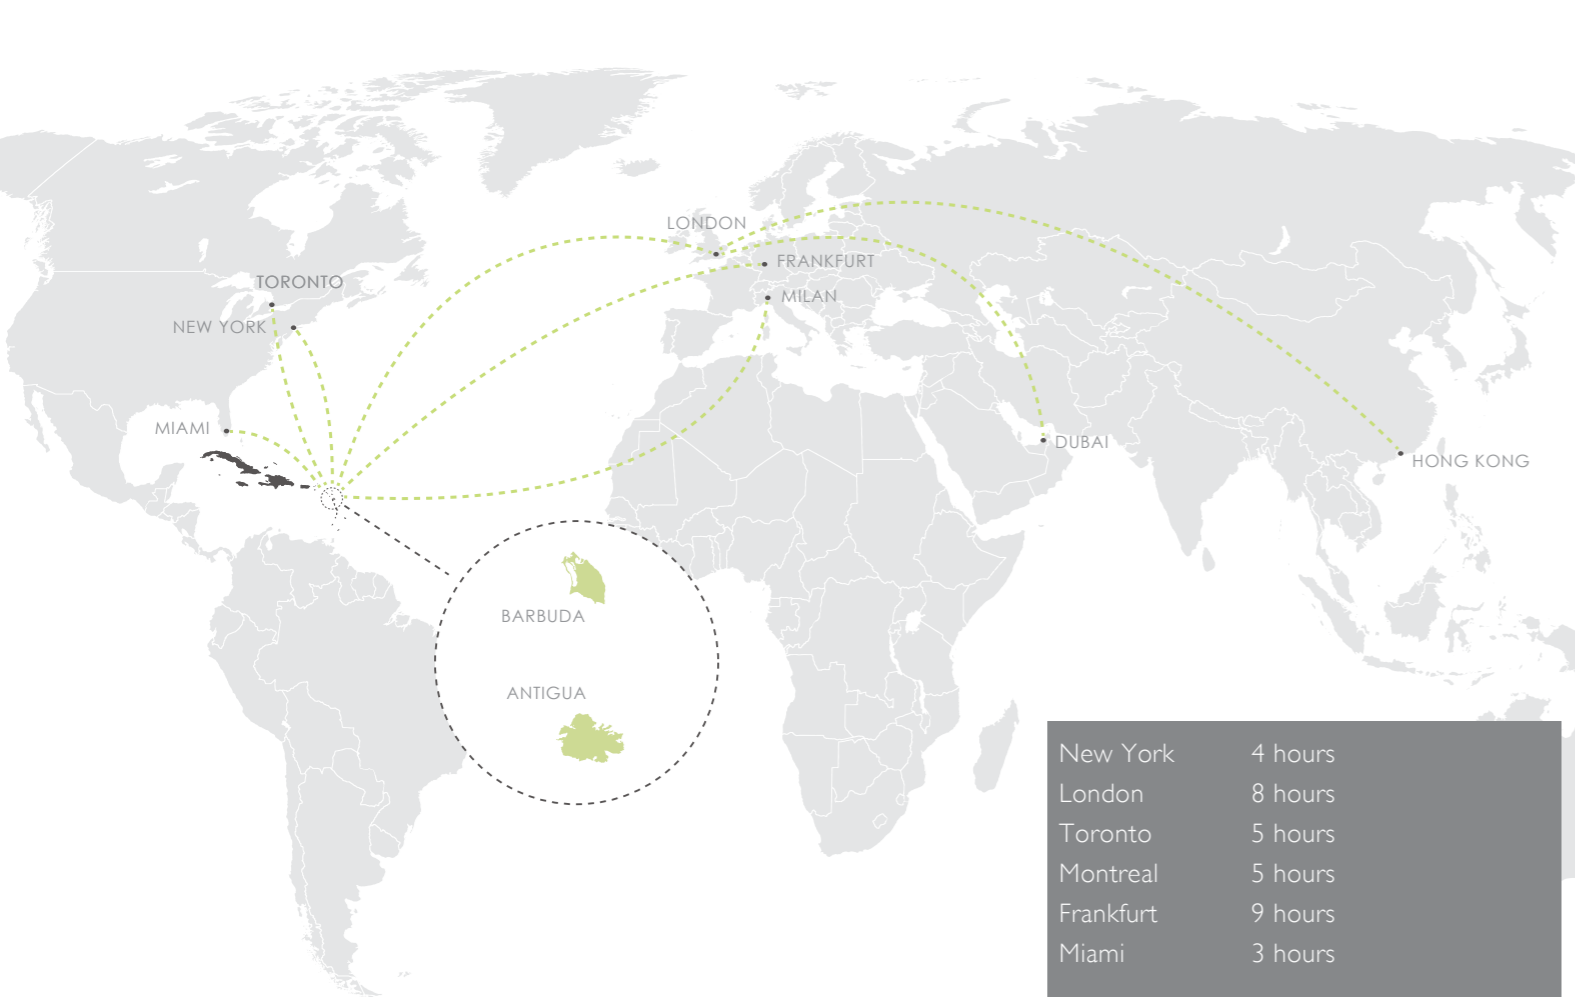 LONDON
FRANKFURT
TORONTO
MILAN
NEW YORK
MIAMI
DUBAI
HONG KONG
BARBUDA
ANTIGUA
New York 4 hours
London 8 hours
Toronto 5 hours
Montreal 5 hours
Frankfurt 9 hours
Miami 3 hours